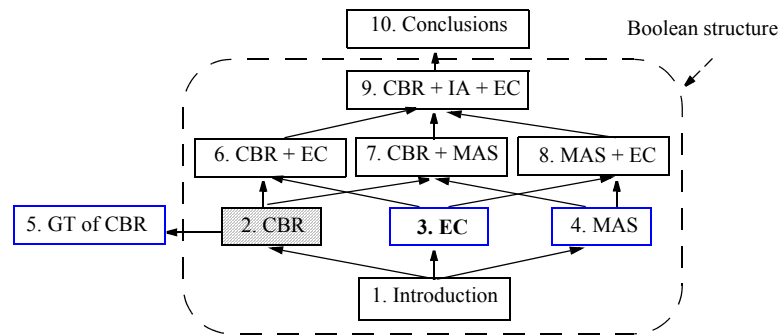 10. Conclusions
Boolean structure
9. CBR + IA + EC
6. CBR + EC
7. CBR + MAS
8. MAS + EC
5. GT of CBR
2. CBR
3. EC
4. MAS
1. Introduction